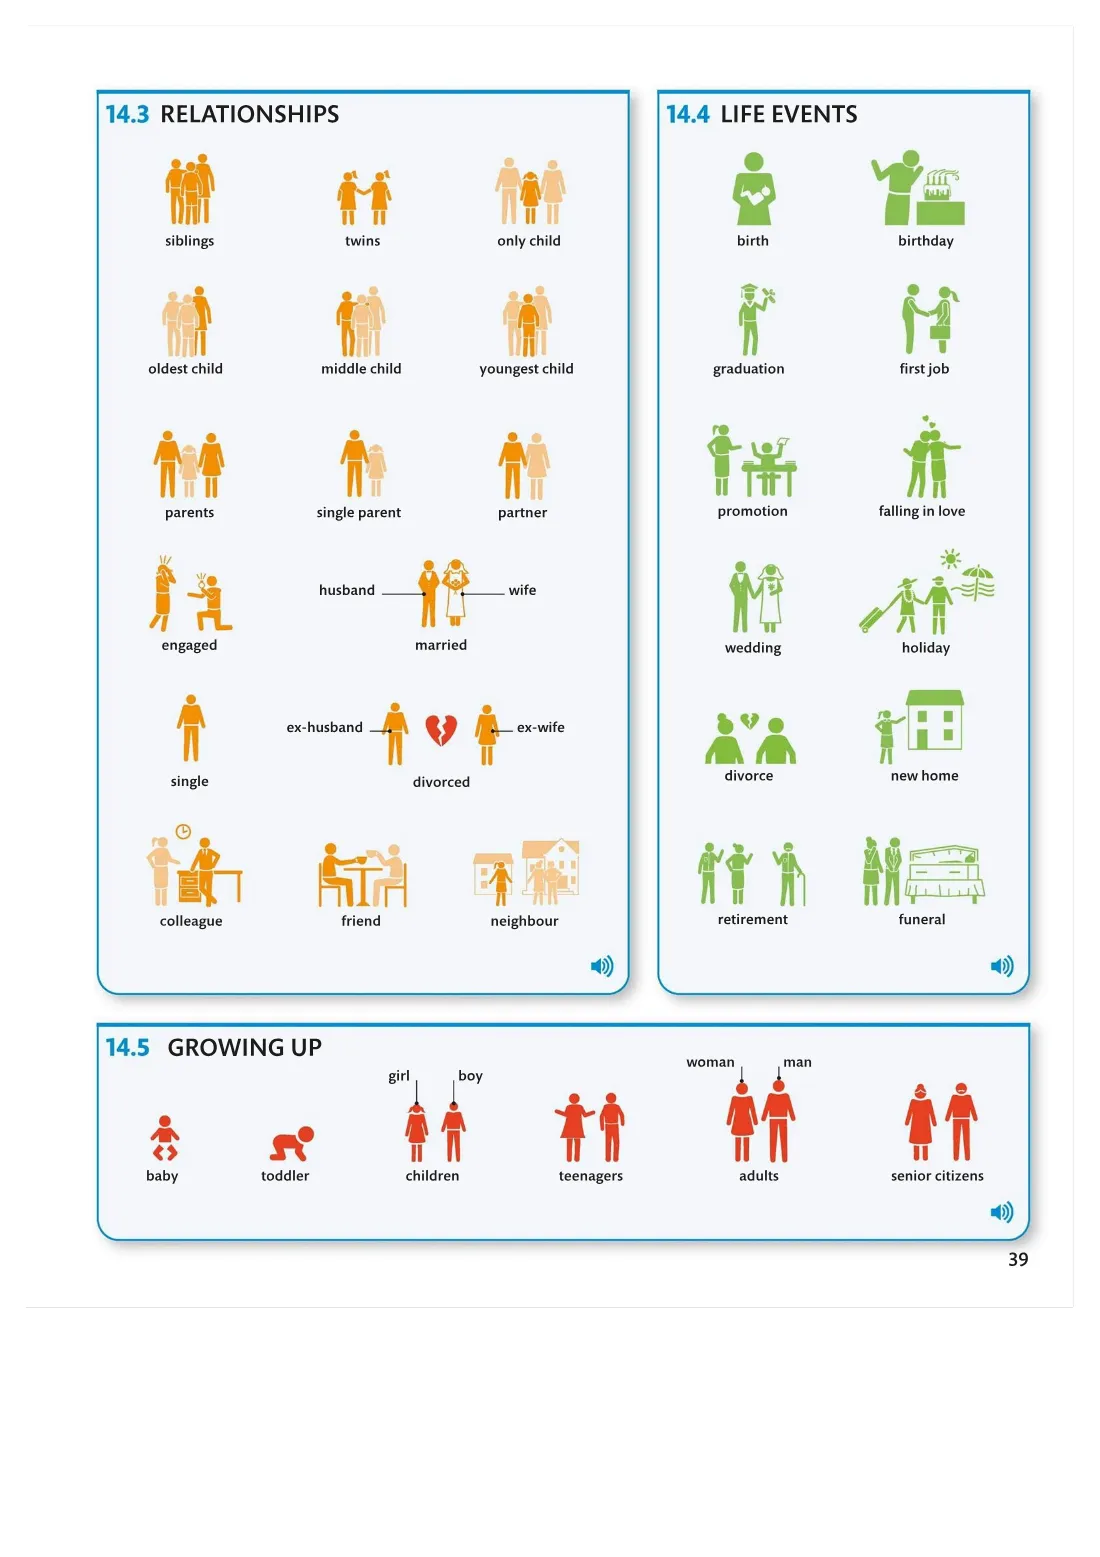 14.3 RELATIONSHIPS
siblings
twins
only child
oldest child
middle child
youngest child
parents
single parent
partner
engaged
husband
wife
married
single
ex-husband
ex-wife
divorced
colleague
friend
neighbour
14.4 LIFE EVENTS
birth
birthday
graduation
first job
promotion
falling in love
wedding
holiday
divorce
new home
retirement
funeral
14.5 GROWING UP
baby
toddler
girl
boy
children
teenagers
woman
man
adults
senior citizens
39